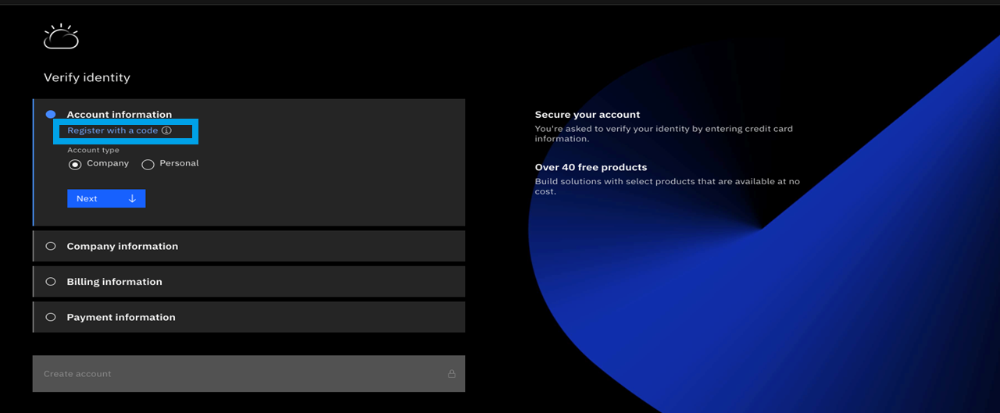 Verify identity
Account information
Register with a code
Account type
Company Personal
Next
Company information
Billing information
Payment information
Create account
Secure your account
You're asked to verify your identity by entering credit card
information.
Over 40 free products
Build solutions with select products that are available at no
cost.